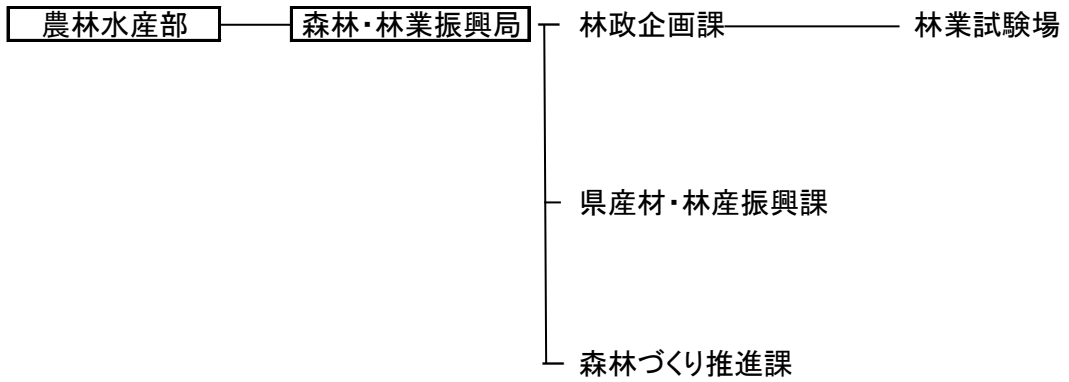 農林水産部 森林・林業振興局 林政企画課 林業試験場
県産材・林産振興課
森林づくり推進課